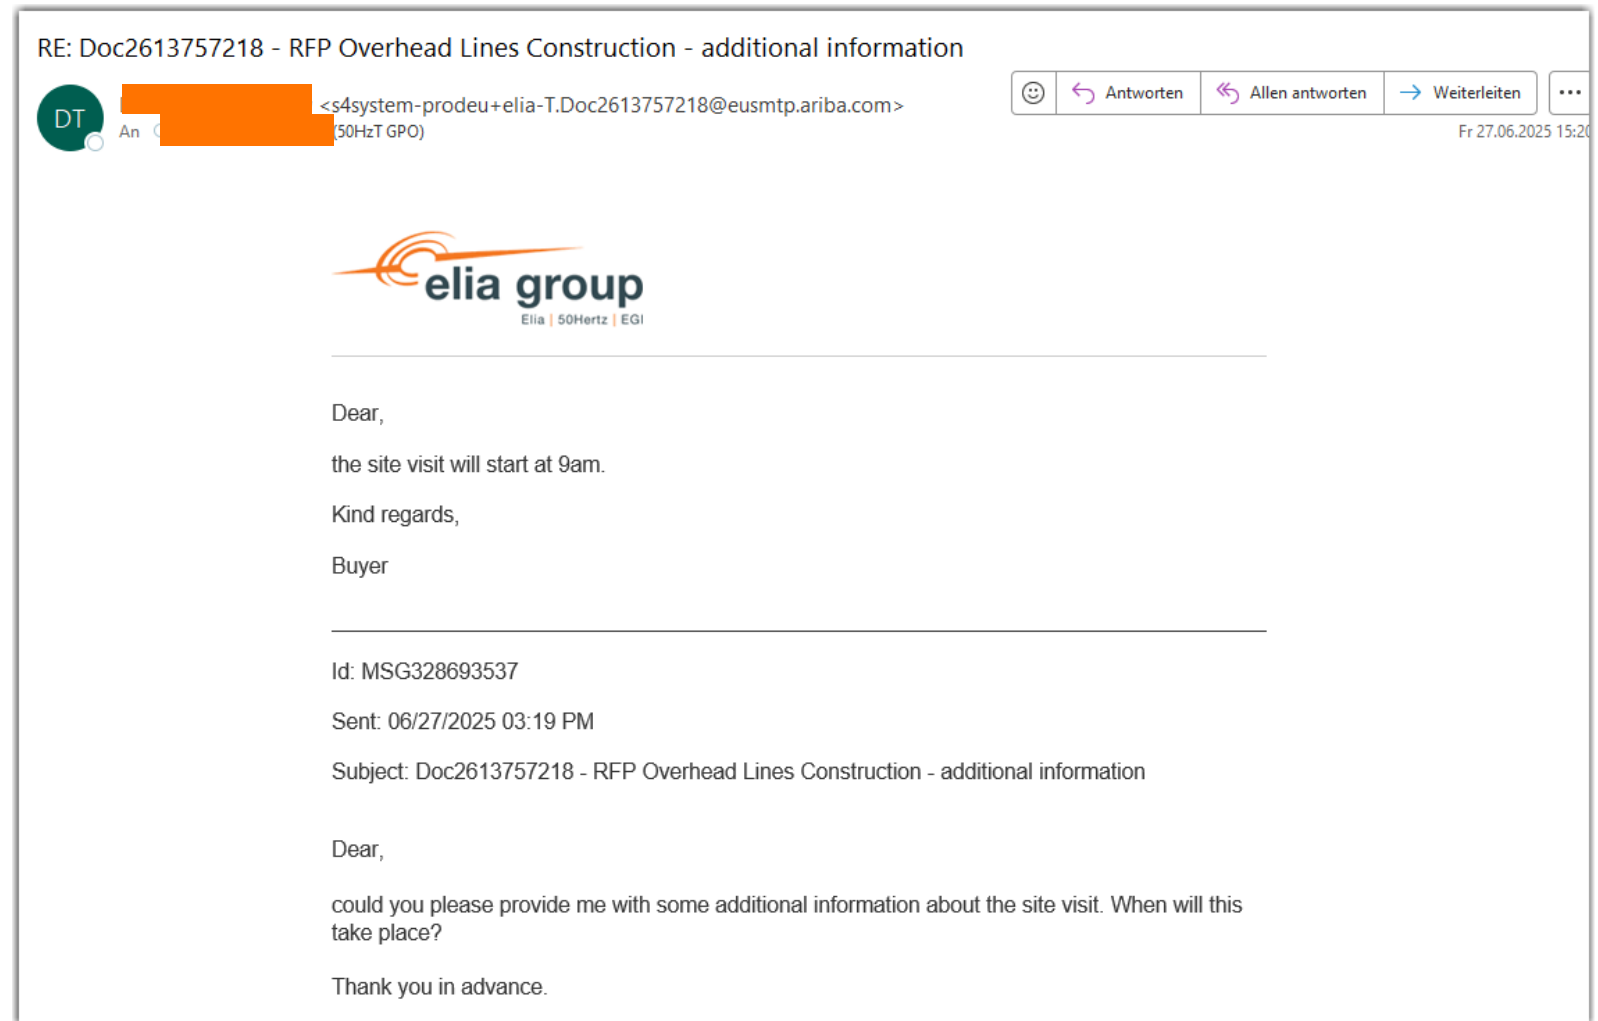 RE: Doc2613757218 - RFP Overhead Lines Construction - additional information
DT
<s4system-prodeu+elia-T.Doc2613757218@eusmtp.ariba.com>
An
(50HzT GPO)
Antworten
Allen antworten
Weiterleiten
Fr 27.06.2025 15:20
elia group
Elia | 50Hertz | EGI
Dear,
the site visit will start at 9am.
Kind regards,
Buyer
Id: MSG328693537
Sent: 06/27/2025 03:19 PM
Subject: Doc2613757218 - RFP Overhead Lines Construction - additional information
Dear,
could you please provide me with some additional information about the site visit. When will this
take place?
Thank you in advance.